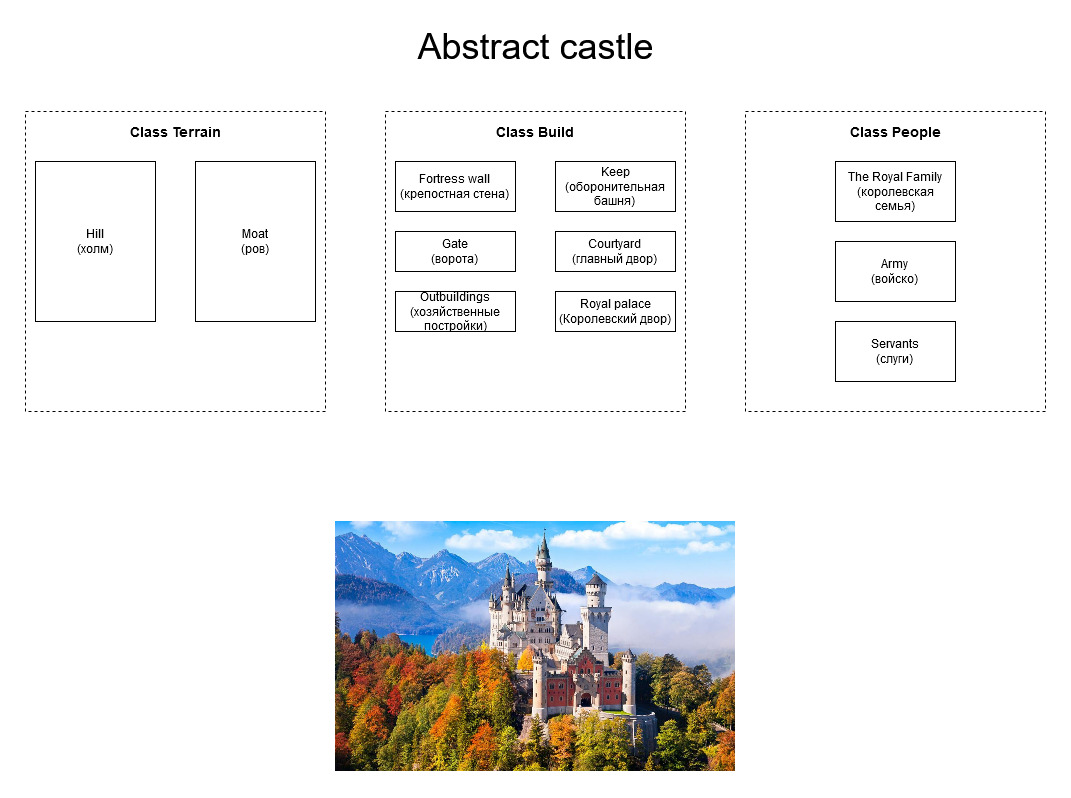 Abstract castle
Class Terrain
Hill
(холм)
Moat
(ров)
Class Build
Fortress wall
(крепостная стена)
Keep
(оборонительная
башня)
Gate
(ворота)
Courtyard
(главный двор)
Outbuildings
(хозяйственные
постройки)
Royal palace
(Королевский двор)
Class People
The Royal Family
(королевская
семья)
Army
(войско)
Servants
(слуги)